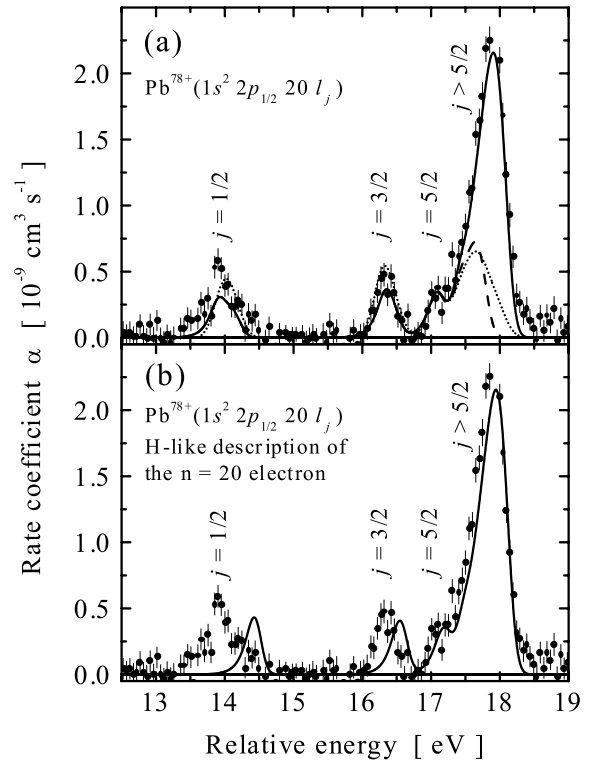 (a)
Pb⁷⁸⁺(1s² 2p₁/₂ 20 lⱼ)
j = 1/2
j = 3/2
j = 5/2
j > 5/2
2.0
1.5
1.0
0.5
0.0
Rate coefficient α [ 10⁻⁹ cm³ s⁻¹ ]
(b)
Pb⁷⁸⁺(1s² 2p₁/₂ 20 lⱼ)
H-like description of
the n = 20 electron
j = 1/2
j = 3/2
j = 5/2
j > 5/2
2.0
1.5
1.0
0.5
0.0
13 14 15 16 17 18 19
Relative energy [ eV ]